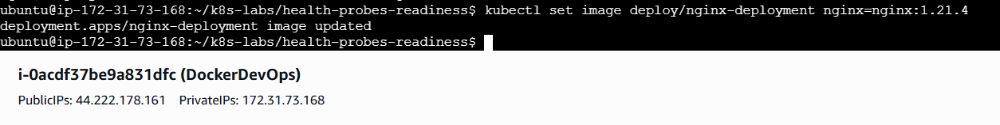 ubuntu@ip-172-31-73-168:~/k8s-labs/health-probes-readiness$ kubectl set image deploy/nginx-deployment nginx=nginx:1.21.4
deployment.apps/nginx-deployment image updated
ubuntu@ip-172-31-73-168:~/k8s-labs/health-probes-readiness$
i-0acdf37be9a831dfc (DockerDevOps)
PublicIPs: 44.222.178.161 PrivateIPs: 172.31.73.168